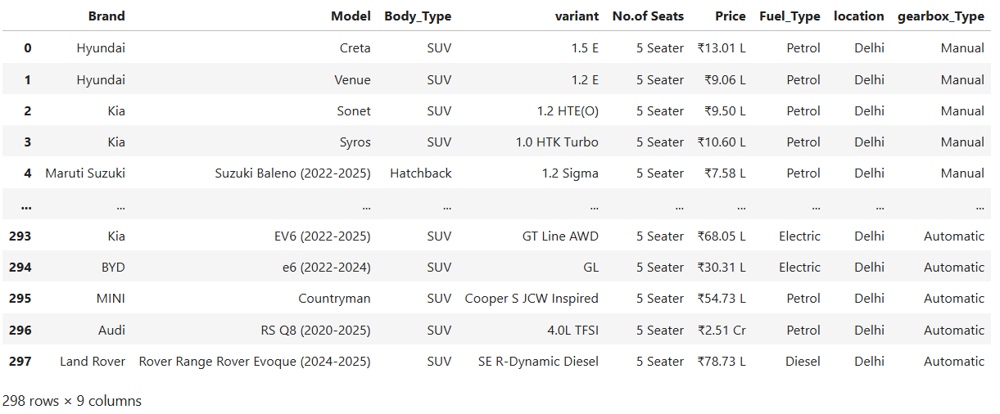 Brand Model Body_Type variant No.of Seats Price Fuel_Type location gearbox_Type
0 Hyundai Creta SUV 1.5 E 5 Seater ₹13.01 L Petrol Delhi Manual
1 Hyundai Venue SUV 1.2 E 5 Seater ₹9.06 L Petrol Delhi Manual
2 Kia Sonet SUV 1.2 HTE(O) 5 Seater ₹9.50 L Petrol Delhi Manual
3 Kia Syros SUV 1.0 HTK Turbo 5 Seater ₹10.60 L Petrol Delhi Manual
4 Maruti Suzuki Suzuki Baleno (2022-2025) Hatchback 1.2 Sigma 5 Seater ₹7.58 L Petrol Delhi Manual
... ... ... ... ... ... ... ... ... ...
293 Kia EV6 (2022-2025) SUV GT Line AWD 5 Seater ₹68.05 L Electric Delhi Automatic
294 BYD e6 (2022-2024) SUV GL 5 Seater ₹30.31 L Electric Delhi Automatic
295 MINI Countryman SUV Cooper S JCW Inspired 5 Seater ₹54.73 L Petrol Delhi Automatic
296 Audi RS Q8 (2020-2025) SUV 4.0L TFSI 5 Seater ₹2.51 Cr Petrol Delhi Automatic
297 Land Rover Rover Range Rover Evoque (2024-2025) SUV SE R-Dynamic Diesel 5 Seater ₹78.73 L Diesel Delhi Automatic
298 rows × 9 columns